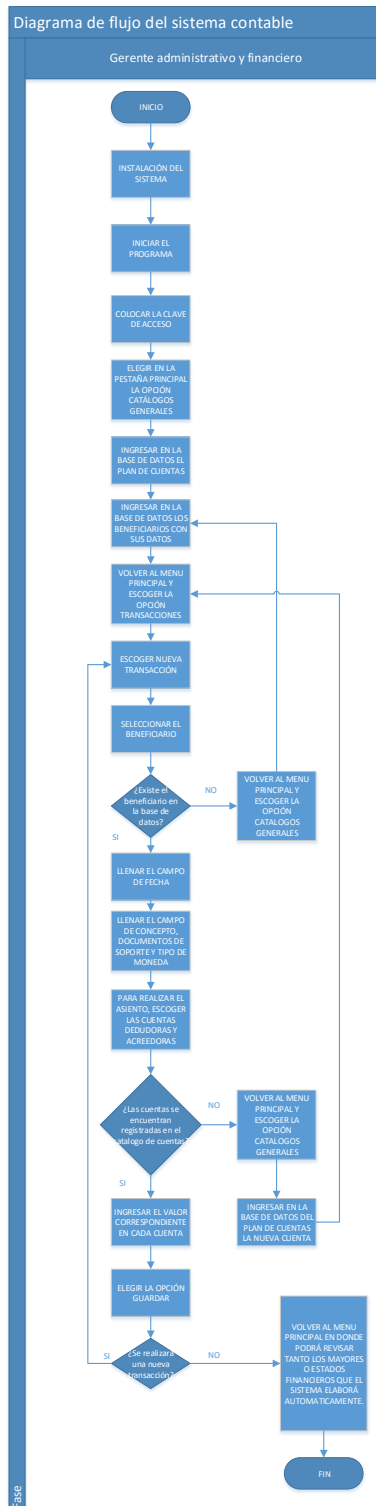 Diagrama de flujo del sistema contable
Gerente administrativo y financiero
INICIO
INSTALACIÓN DEL
SISTEMA
INICIAR EL
PROGRAMA
COLOCAR LA CLAVE
DE ACCESO
ELEGIR EN LA
PESTAÑA PRINCIPAL
LA OPCIÓN
CATÁLOGOS
GENERALES
INGRESAR EN LA
BASE DE DATOS EL
PLAN DE CUENTAS
INGRESAR EN LA
BASE DE DATOS LOS
BENEFICIARIOS CON
SUS DATOS
VOLVER AL MENU
PRINCIPAL Y
ESCOGER LA
OPCIÓN
TRANSACCIONES
ESCOGER NUEVA
TRANSACCIÓN
SELECCIONAR EL
BENEFICIARIO
¿Existe el
beneficiario en
la base de
datos?
NO
VOLVER AL MENU
PRINCIPAL Y
ESCOGER LA
OPCIÓN
CATALOGOS
GENERALES
SI
LLENAR EL CAMPO
DE FECHA
LLENAR EL CAMPO
DE CONCEPTO,
DOCUMENTOS DE
SOPORTE Y TIPO DE
MONEDA
PARA REALIZAR EL
ASIENTO, ESCOGER
LAS CUENTAS
DEDUDORAS Y
ACREEDORAS
¿Las cuentas se
encuentran
registradas en el
catalogo de cuentas?
NO
VOLVER AL MENU
PRINCIPAL Y
ESCOGER LA
OPCIÓN
CATALOGOS
GENERALES
SI
INGRESAR EL VALOR
CORRESPONDIENTE
EN CADA CUENTA
INGRESAR EN LA
BASE DE DATOS DEL
PLAN DE CUENTAS
LA NUEVA CUENTA
ELEGIR LA OPCIÓN
GUARDAR
¿Se realizara
una nueva
transacción?
SI
NO
VOLVER AL MENU
PRINCIPAL EN DONDE
PODRÁ REVISAR
TANTO LOS MAYORES
O ESTADOS
FINANCIEROS QUE EL
SISTEMA ELABORÁ
AUTOMATICAMENTE.
FIN
Fase